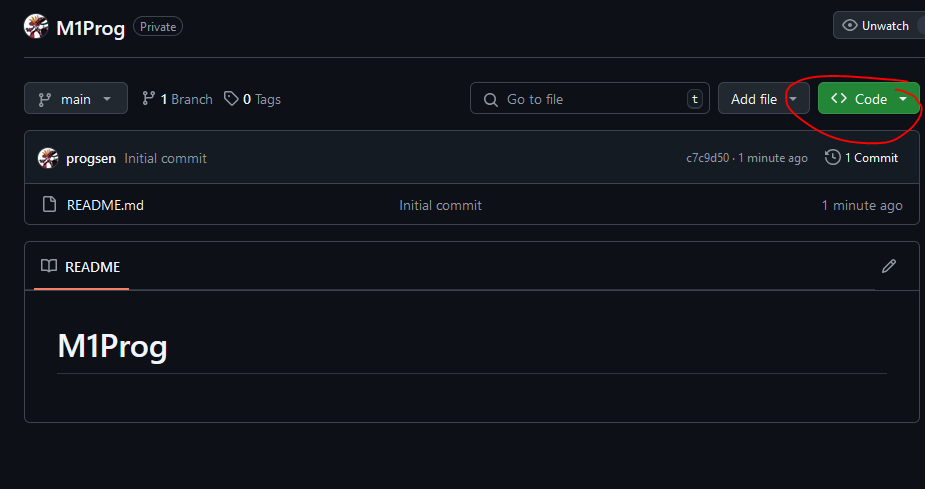 M1Prog Private Unwatch
main 1 Branch 0 Tags Go to file t Add file Code
progsen Initial commit c7c9d50 · 1 minute ago 1 Commit
README.md Initial commit 1 minute ago
README
M1Prog